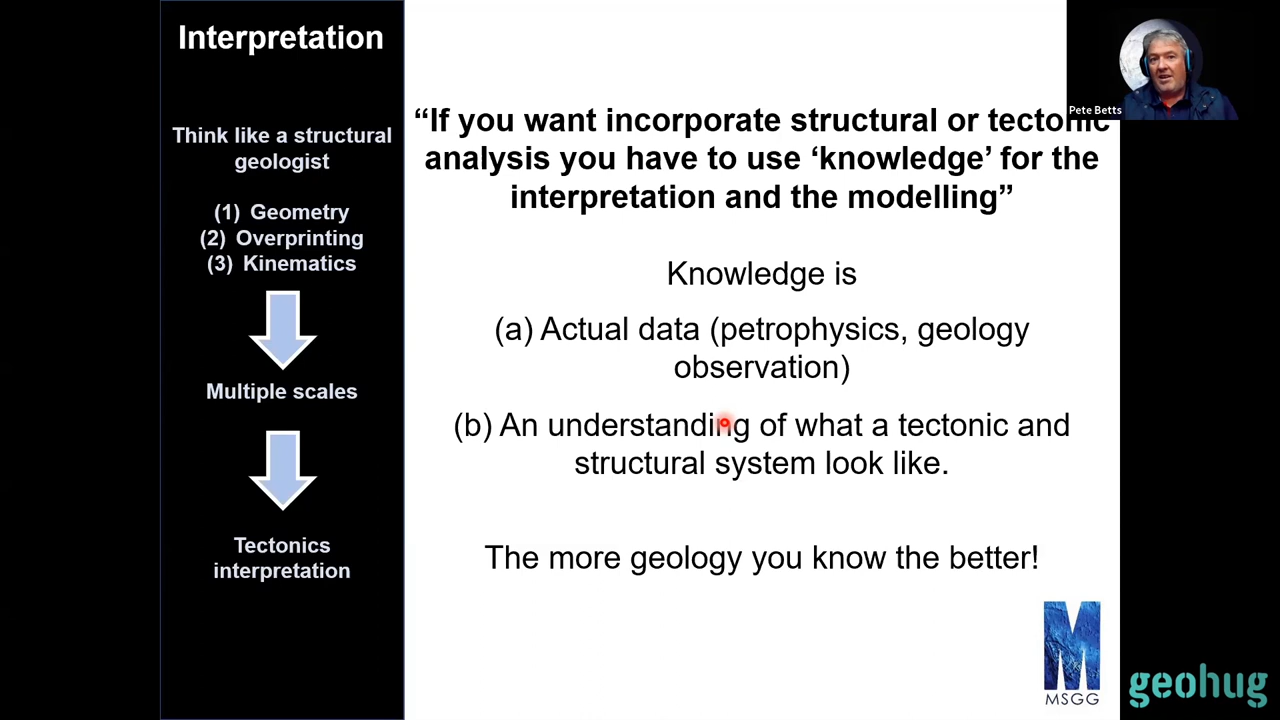 Interpretation
Think like a structural
geologist
(1) Geometry
(2) Overprinting
(3) Kinematics
Multiple scales
Tectonics
interpretation
“If you want incorporate structural or tectonic
analysis you have to use ‘knowledge’ for the
interpretation and the modelling”
Knowledge is
(a) Actual data (petrophysics, geology
observation)
(b) An understanding of what a tectonic and
structural system look like.
The more geology you know the better!
Pete Betts
M
MSGG
geohug